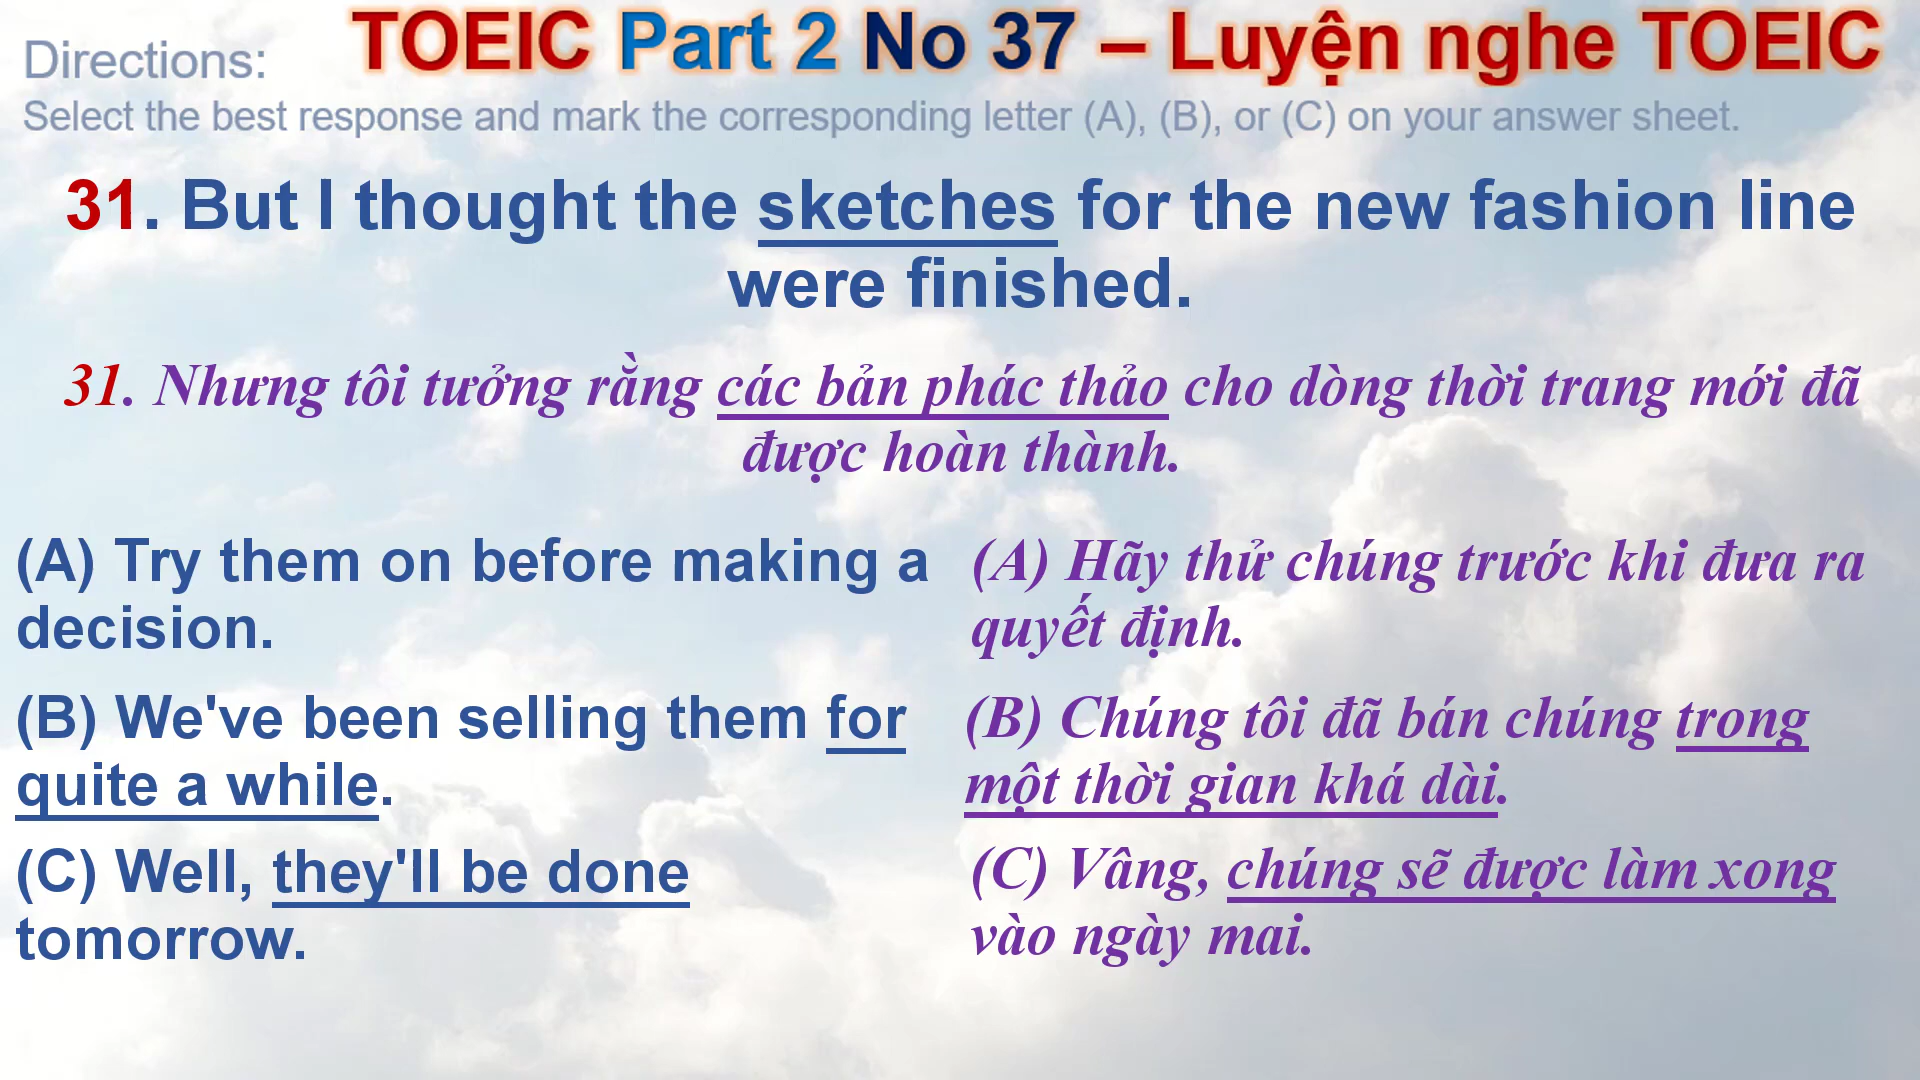 TOEIC Part 2 No 37 – Luyện nghe TOEIC
Directions:
Select the best response and mark the corresponding letter (A), (B), or (C) on your answer sheet.
31. But I thought the sketches for the new fashion line
were finished.
31. Nhưng tôi tưởng rằng các bản phác thảo cho dòng thời trang mới đã
được hoàn thành.
(A) Try them on before making a
decision.
(A) Hãy thử chúng trước khi đưa ra
quyết định.
(B) We've been selling them for
quite a while.
(B) Chúng tôi đã bán chúng trong
một thời gian khá dài.
(C) Well, they'll be done
tomorrow.
(C) Vâng, chúng sẽ được làm xong
vào ngày mai.